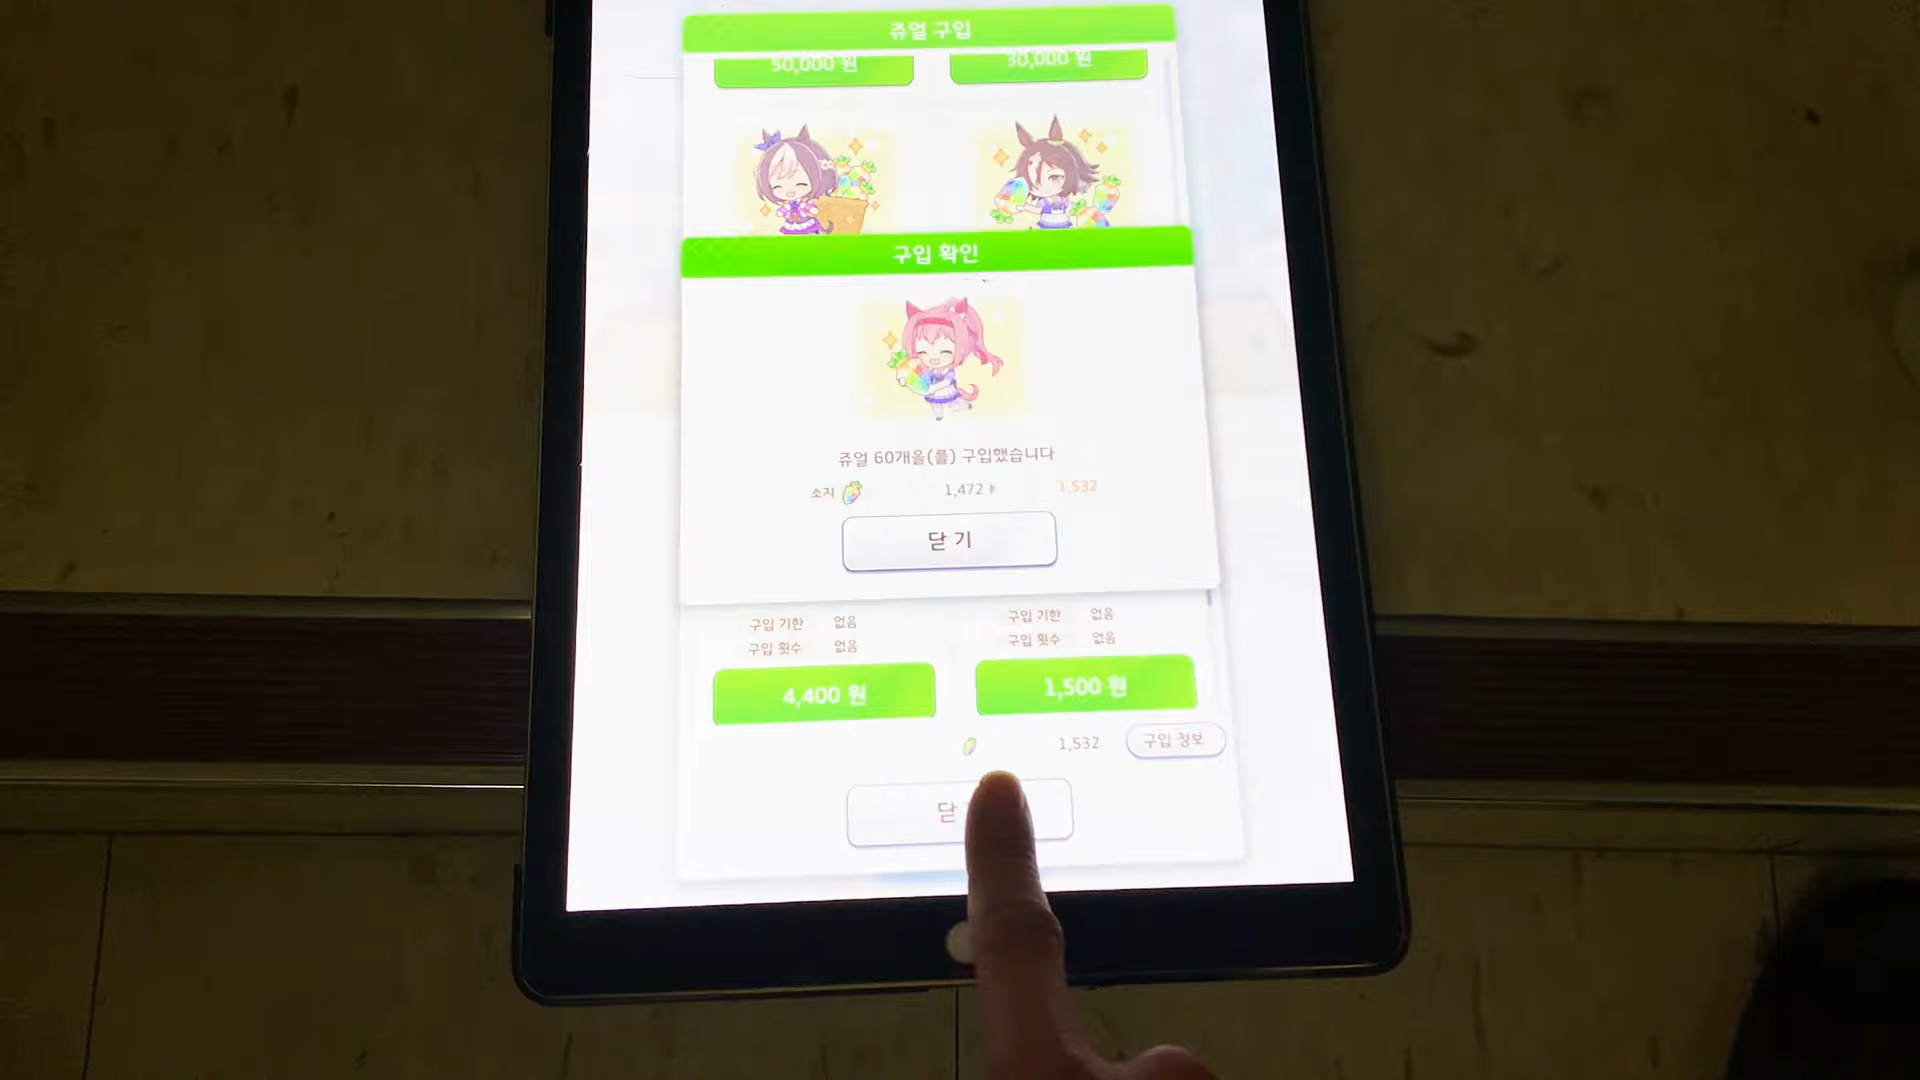 쥬얼 구입
50,000 원
30,000 원
구입 확인
쥬얼 60개을(를) 구입했습니다
소지 1,472 1,532
닫기
구입 기한 없음
구입 횟수 없음
구입 기한 없음
구입 횟수 없음
4,400 원
1,500 원
1,532
구입 정보
닫